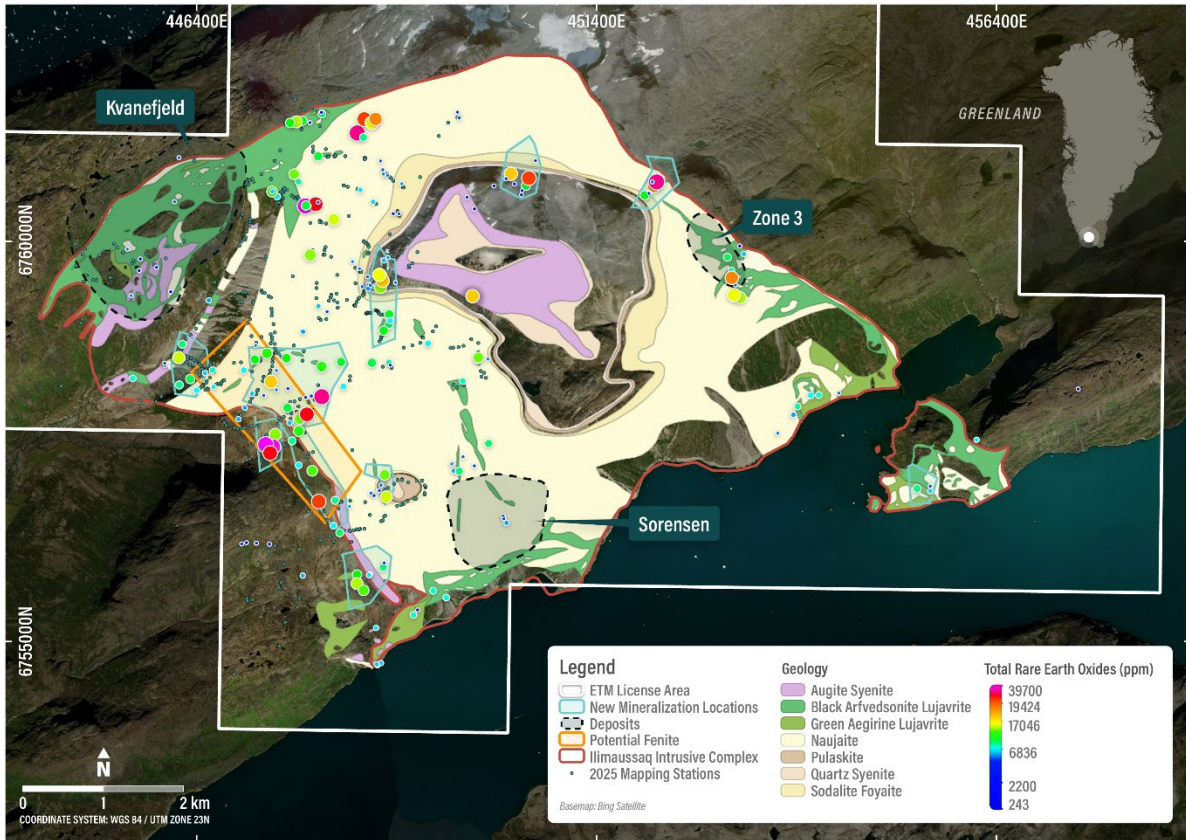 446400E
451400E
456400E
Kvanefjeld
GREENLAND
6760000N
Zone 3
Sorensen
6755000N
Legend
ETM License Area
New Mineralization Locations
Deposits
Potential Fenite
Ilimaussaq Intrusive Complex
2025 Mapping Stations
Basemap: Bing Satellite
Geology
Augite Syenite
Black Arfvedsonite Lujavrite
Green Aegirine Lujavrite
Naujaite
Pulaskite
Quartz Syenite
Sodalite Foyaite
Total Rare Earth Oxides (ppm)
39700
19424
17046
6836
2200
243
N
0 1 2 km
COORDINATE SYSTEM: WGS 84 / UTM ZONE 23N